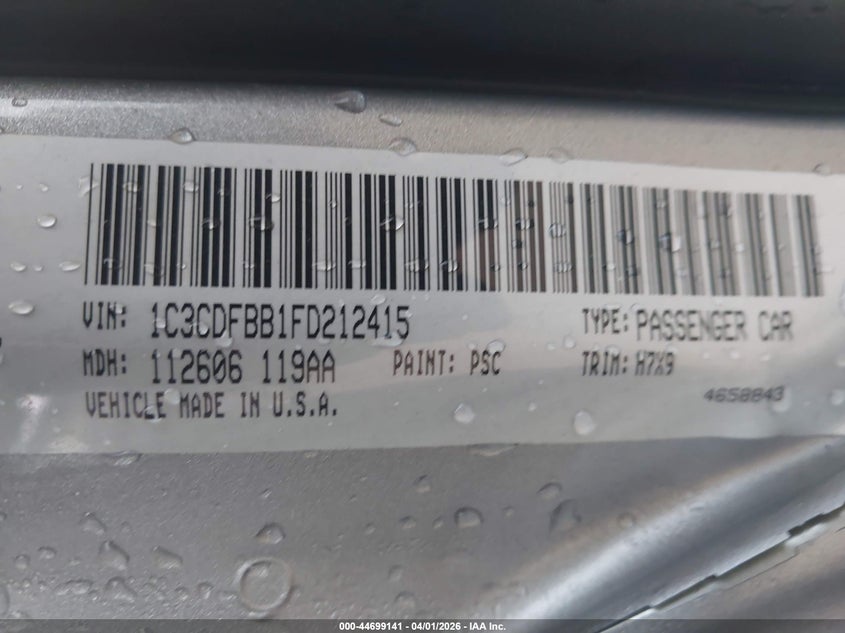 VIN: 1C3CDFBB1FD212415 TYPE: PASSENGER CAR
MDH: 112606 119AA PAINT: PSC TRIM: H7X9
VEHICLE MADE IN U.S.A. 4658843
000-44699141 / 04/01/2026 - IAA Inc.